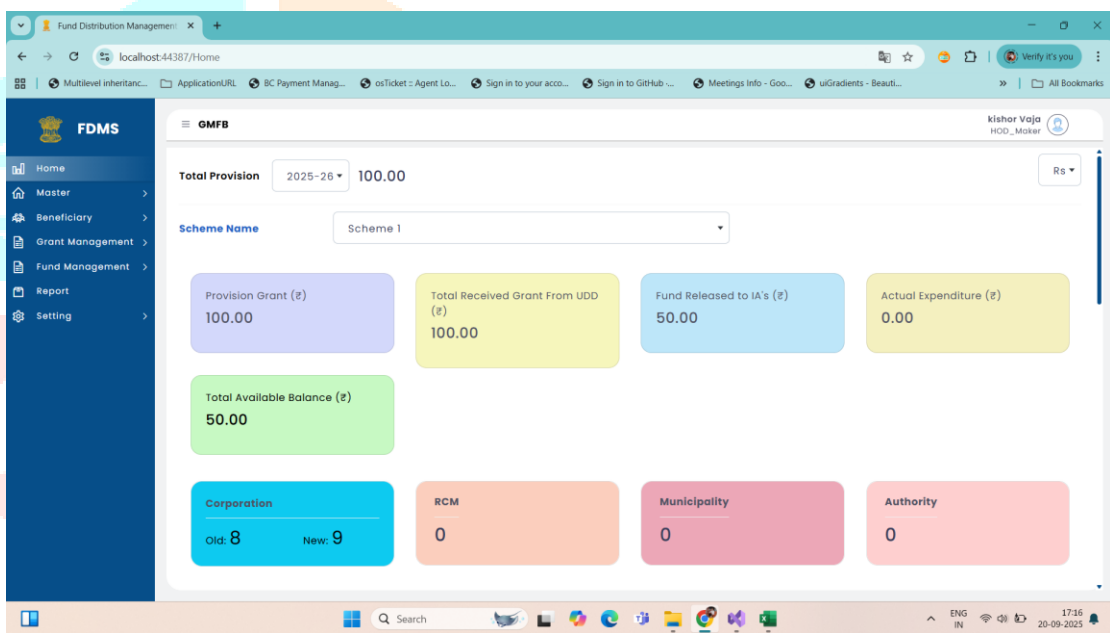 Fund Distribution Management
localhost:44387/Home
Verify it's you
Multilevel inheritanc...
ApplicationURL
BC Payment Manag...
osTicket :: Agent Lo...
Sign in to your acco...
Sign in to GitHub ·...
Meetings Info - Goo...
uiGradients - Beauti...
All Bookmarks
FDMS
GMFB
kishor Vaja
HOD_Maker
Home
Master
Beneficiary
Grant Management
Fund Management
Report
Setting
Total Provision 2025-26 100.00
Rs
Scheme Name Scheme 1
Provision Grant (₹)
100.00
Total Received Grant From UDD
(₹)
100.00
Fund Released to IA's (₹)
50.00
Actual Expenditure (₹)
0.00
Total Available Balance (₹)
50.00
Corporation
Old: 8 New: 9
RCM
0
Municipality
0
Authority
0
Search
ENG
IN
17:16
20-09-2025